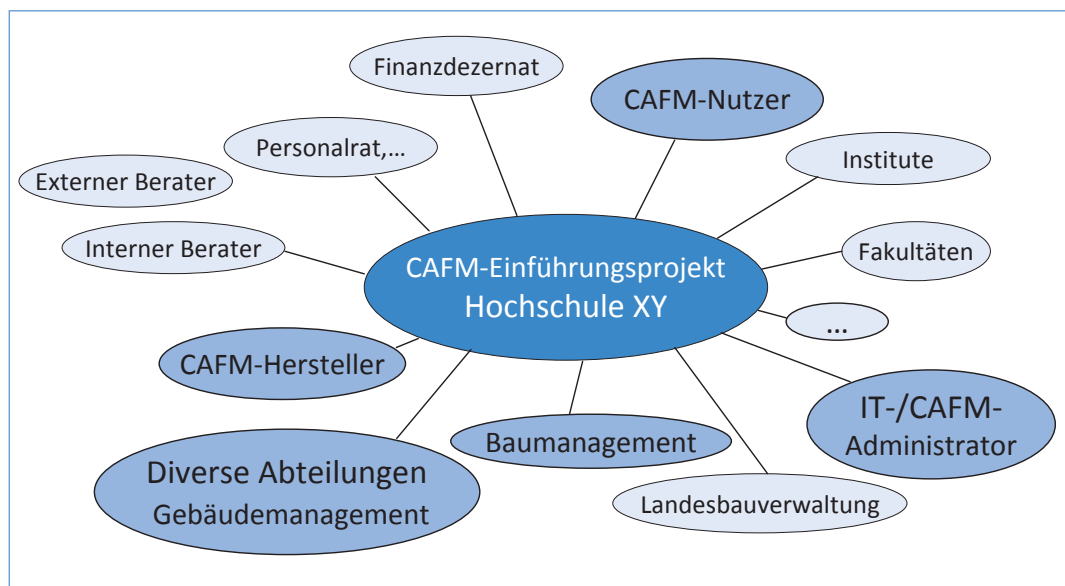 Finanzdezernat
CAFM-Nutzer
Personalrat,...
Institute
Externer Berater
Interner Berater
Fakultäten
CAFM-Einführungsprojekt
Hochschule XY
...
CAFM-Hersteller
IT-/CAFM-
Administrator
Baumanagement
Diverse Abteilungen
Gebäudemanagement
Landesbauverwaltung